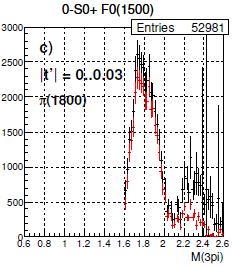 0-S0+ F0(1500)
Entries 52981
3000
c)
2500
|t'| = 0..0.03
2000
π(1800)
1500
1000
500
0
0.6 0.8 1 1.2 1.4 1.6 1.8 2 2.2 2.4 2.6
M(3pi)